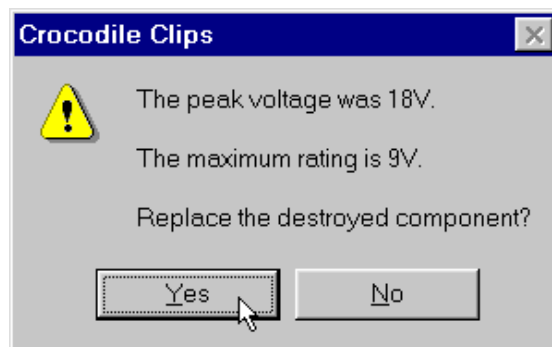 Crocodile Clips
The peak voltage was 18V.
The maximum rating is 9V.
Replace the destroyed component?
Yes
No